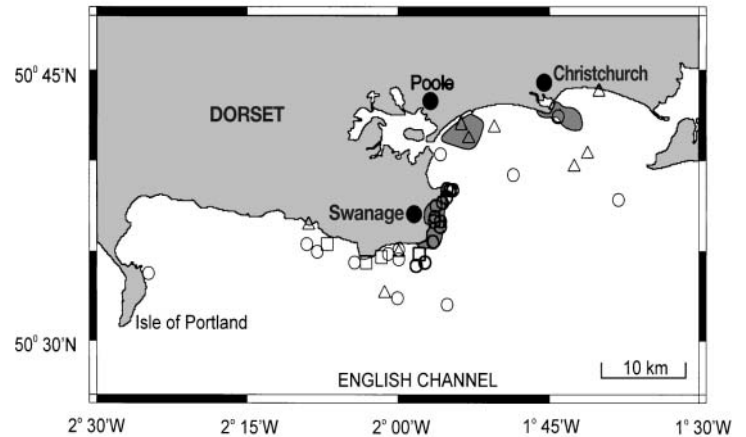 50° 45'N
Christchurch
Poole
DORSET
Swanage
Isle of Portland
50° 30'N
ENGLISH CHANNEL
10 km
2° 30'W
2° 15'W
2° 00'W
1° 45'W
1° 30'W